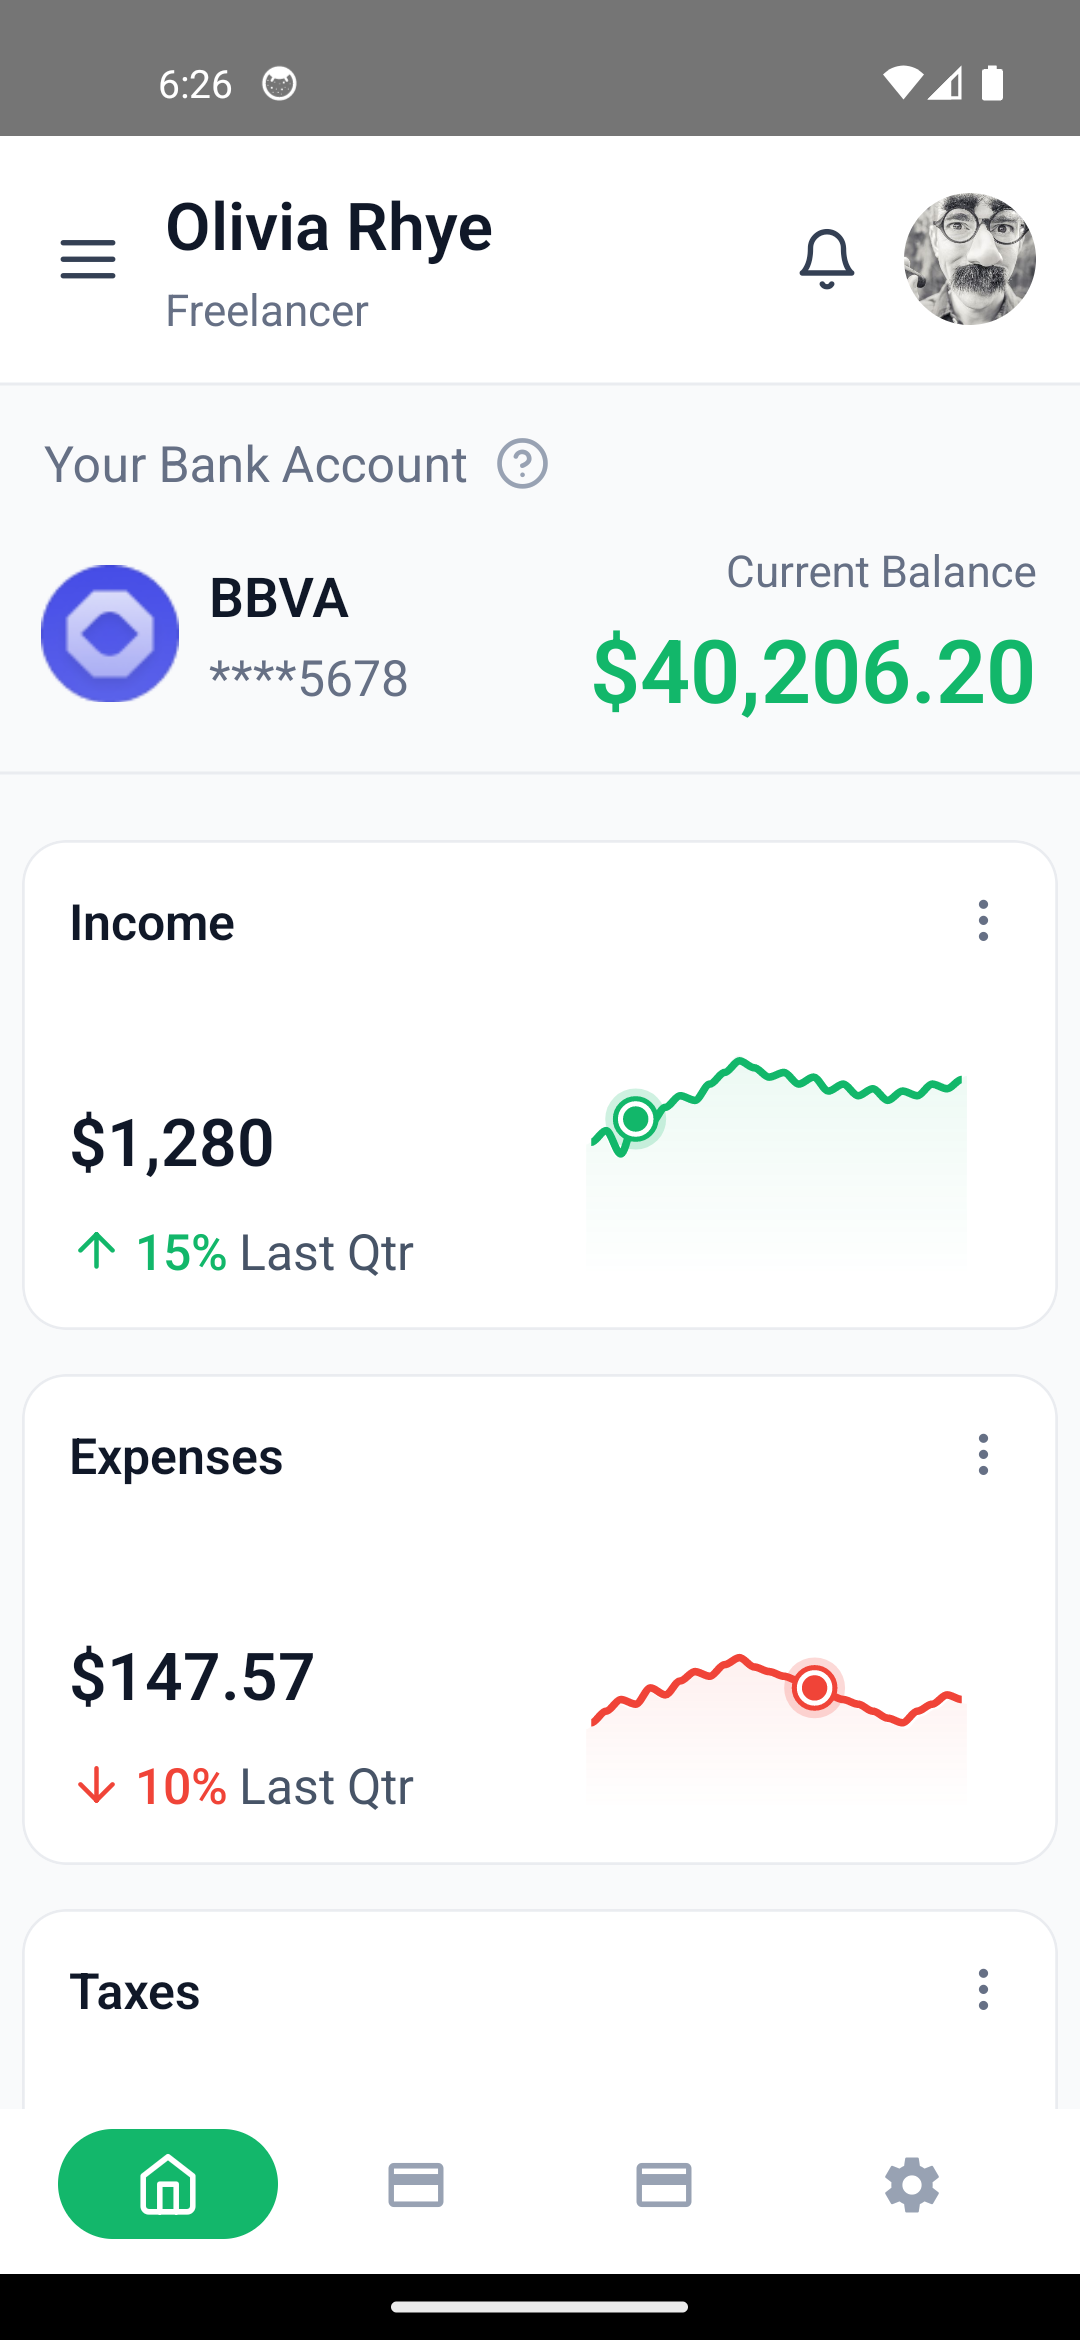 6:26
Olivia Rhye
Freelancer
Your Bank Account
BBVA
****5678
Current Balance
$40,206.20
Income
$1,280
15% Last Qtr
Expenses
$147.57
10% Last Qtr
Taxes